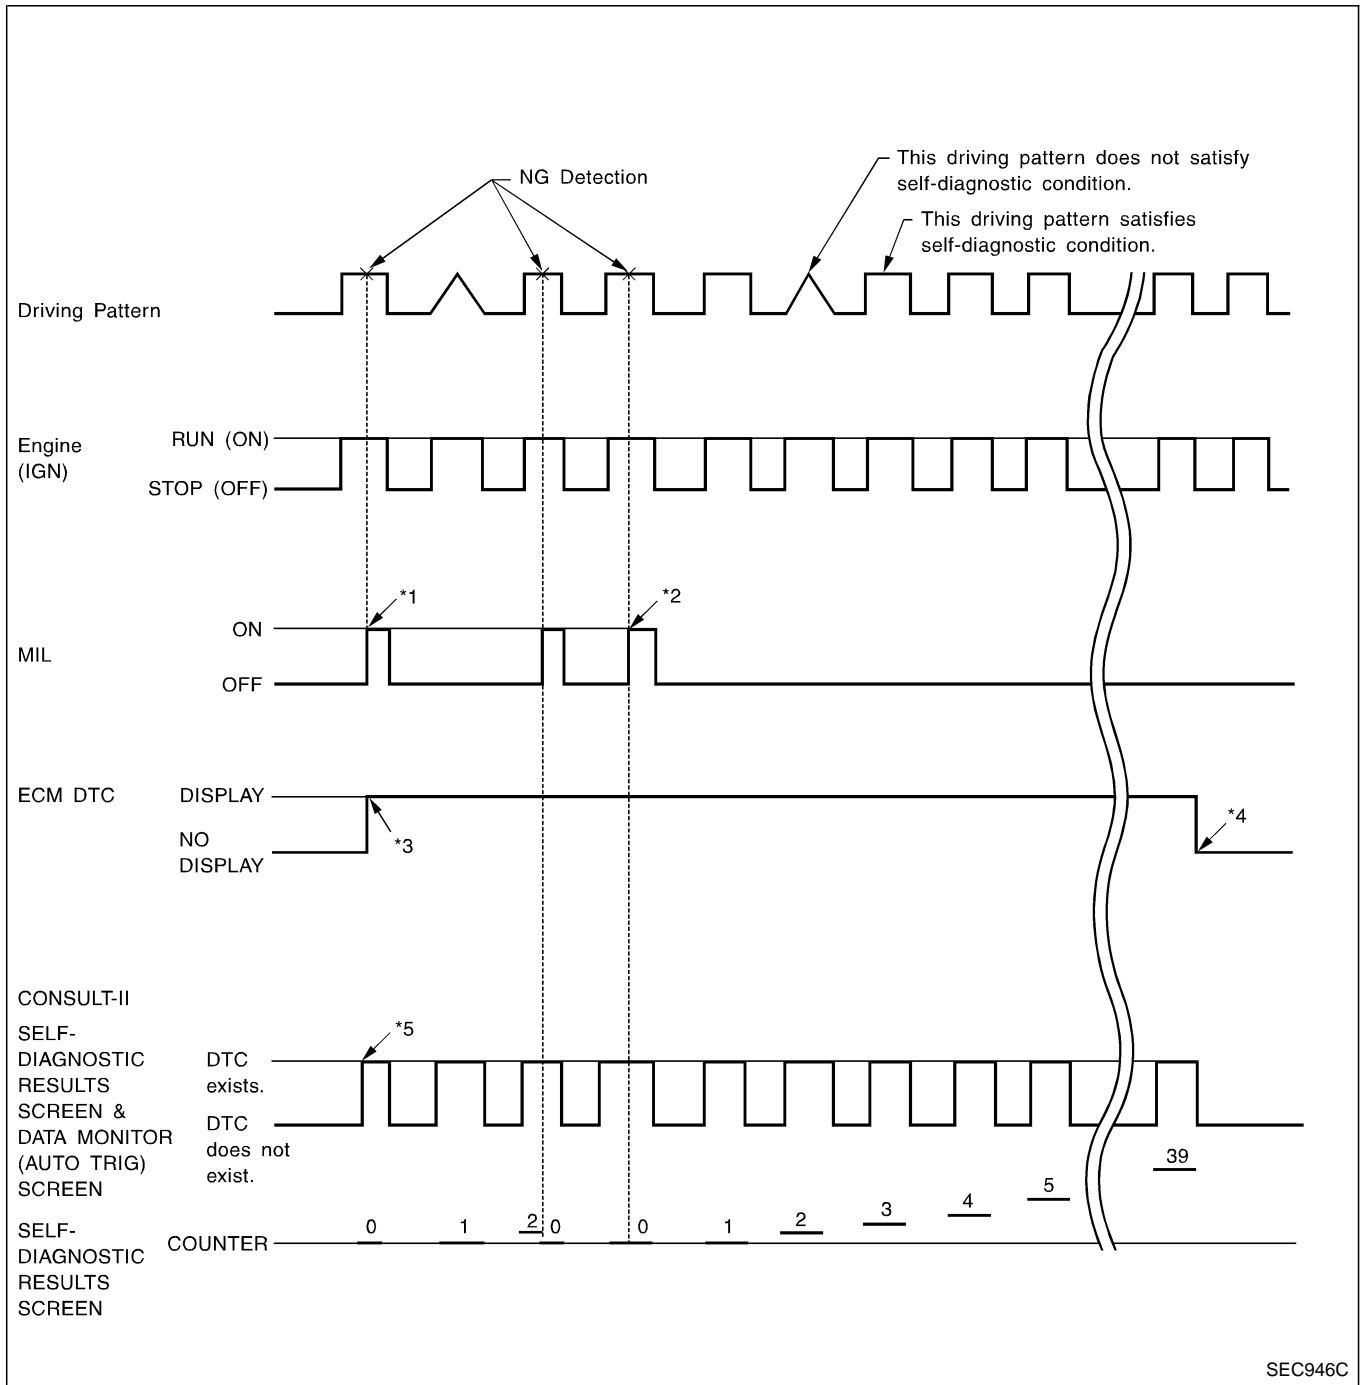 This driving pattern does not satisfy
self-diagnostic condition.
NG Detection
This driving pattern satisfies
self-diagnostic condition.
Driving Pattern
Engine
(IGN)
RUN (ON)
STOP (OFF)
*1
*2
MIL
ON
OFF
ECM DTC
DISPLAY
NO
DISPLAY
*3
*4
CONSULT-II
SELF-
DIAGNOSTIC
RESULTS
SCREEN &
DATA MONITOR
(AUTO TRIG)
SCREEN
*5
DTC
exists.
DTC
does not
exist.
SELF-
DIAGNOSTIC
RESULTS
SCREEN
COUNTER
0 1 2 0 0 1 2 3 4 5 39
SEC946C